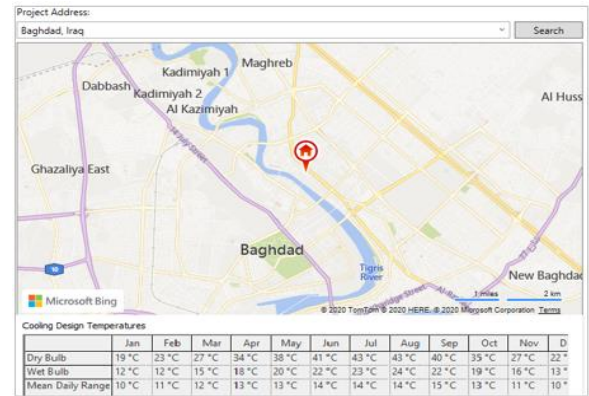 Project Address:
Baghdad, Iraq
Search
Maghreb
Kadimiyah 1
Dabbash
Kadimiyah 2
Al Kazimiyah
Al Huss
14 July Street
Ghazaliya East
Baghdad
Tigris
River
10
New Baghdad
Microsoft Bing
1 miles 2 km
© 2020 TomTom © 2020 HERE, © 2020 Microsoft Corporation Terms
Cooling Design Temperatures
Jan Feb Mar Apr May Jun Jul Aug Sep Oct Nov D
Dry Bulb 19 °C 23 °C 27 °C 34 °C 38 °C 41 °C 43 °C 43 °C 40 °C 35 °C 27 °C 22 °
Wet Bulb 12 °C 12 °C 15 °C 18 °C 20 °C 22 °C 23 °C 24 °C 22 °C 19 °C 16 °C 13 °
Mean Daily Range 10 °C 11 °C 12 °C 13 °C 13 °C 14 °C 14 °C 14 °C 15 °C 13 °C 11 °C 10 °